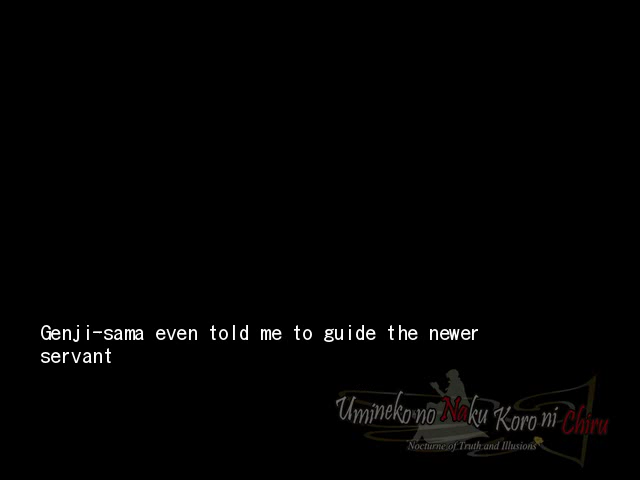 Genji-sama even told me to guide the newer
servant
Umineko no Naku Koro ni Chiru
Nocturne of Truth and Illusions